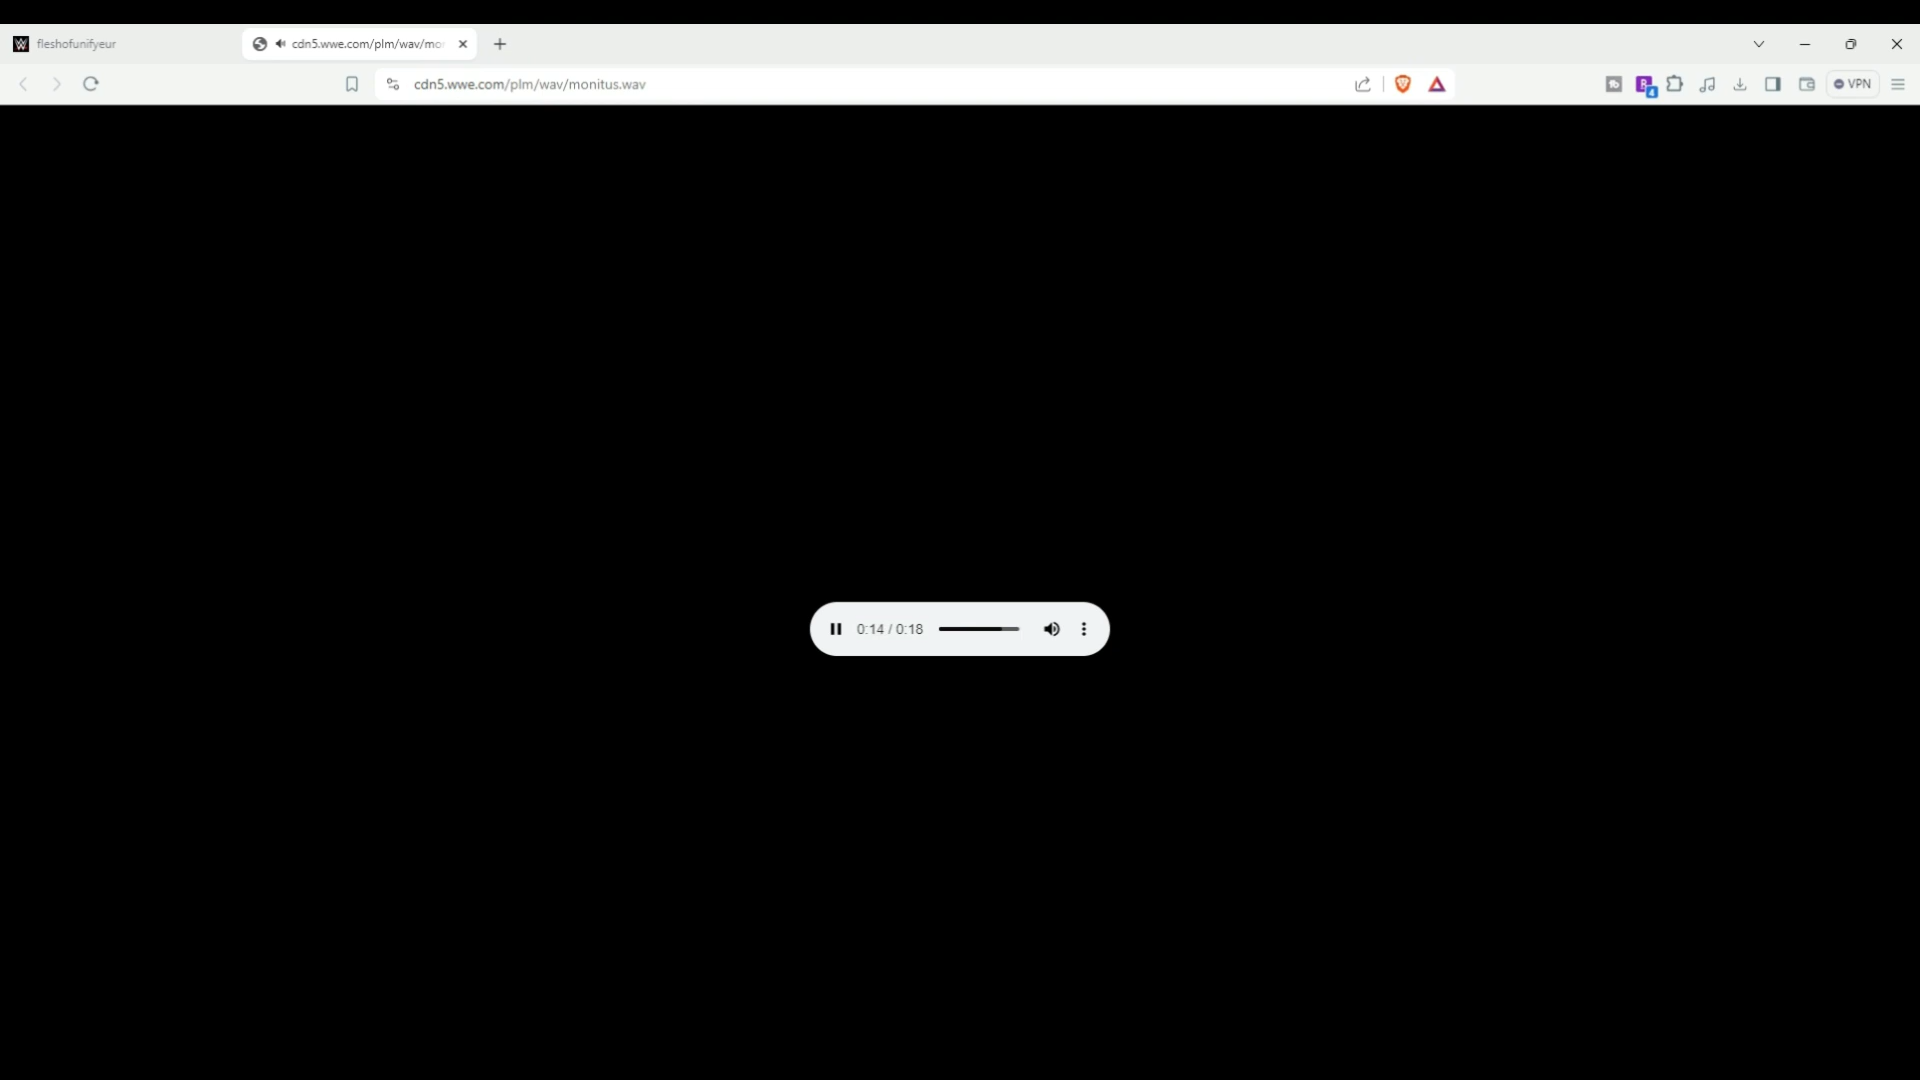 fleshofunifyeur
cdn5.wwe.com/plm/wav/mo
cdn5.wwe.com/plm/wav/monitus.wav
4
VPN
0:14 / 0:18